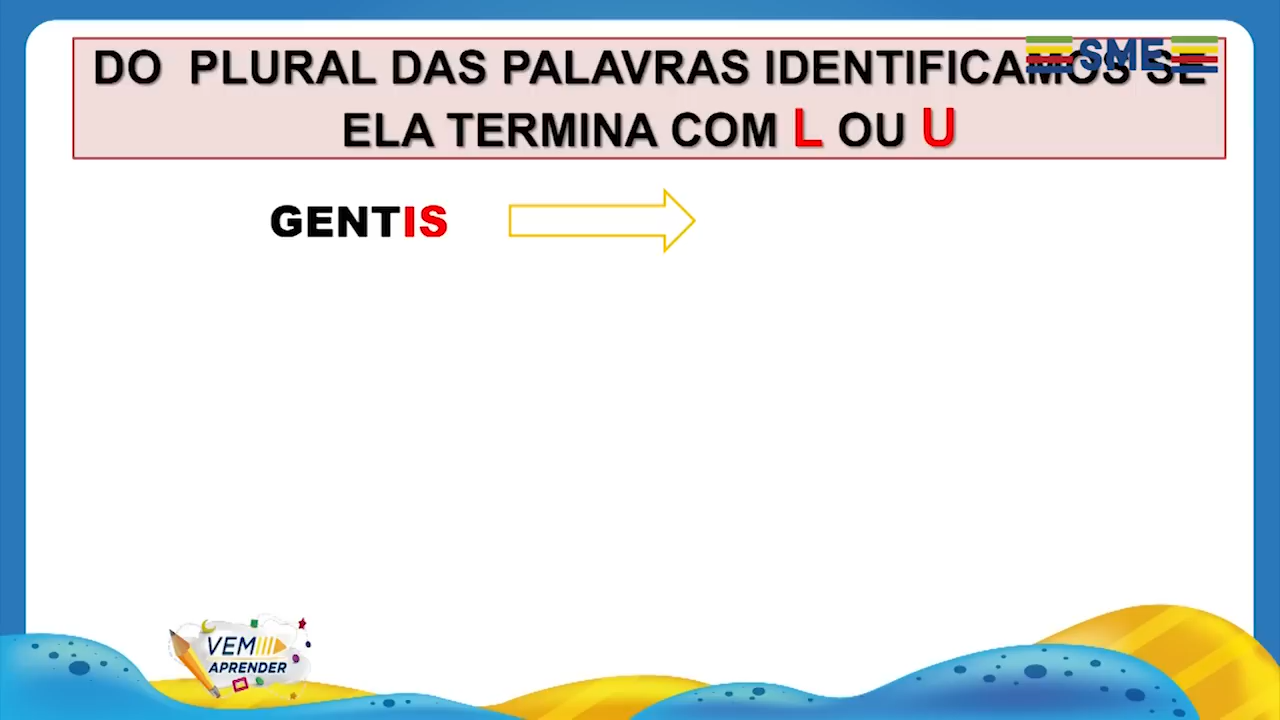 DO PLURAL DAS PALAVRAS IDENTIFICAMOS SE
ELA TERMINA COM L OU U
SME
GENTIS
VEM
APRENDER